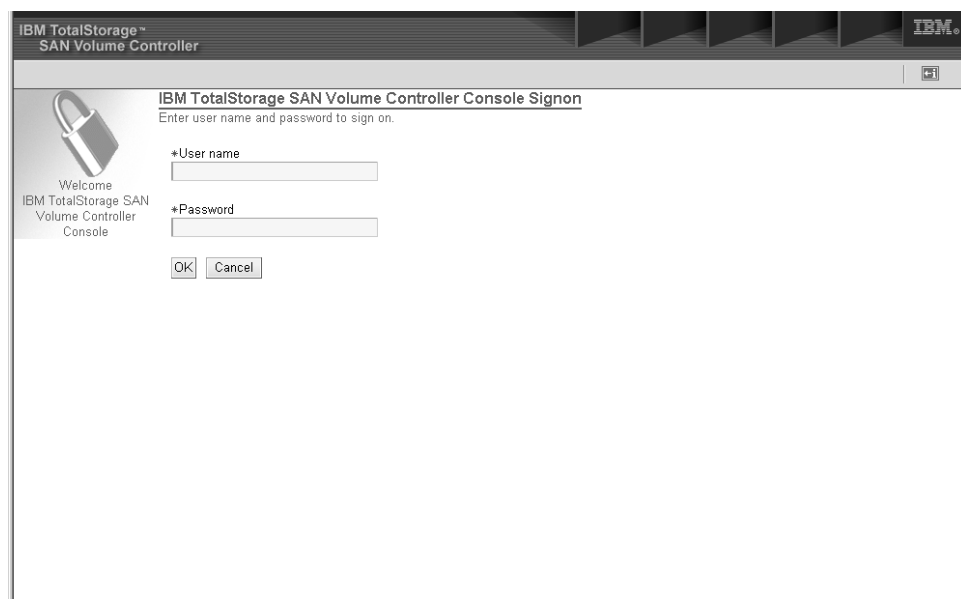 IBM TotalStorage™
SAN Volume Controller
IBM®
IBM TotalStorage SAN Volume Controller Console Signon
Enter user name and password to sign on.
Welcome
IBM TotalStorage SAN
Volume Controller
Console
*User name
*Password
OK Cancel